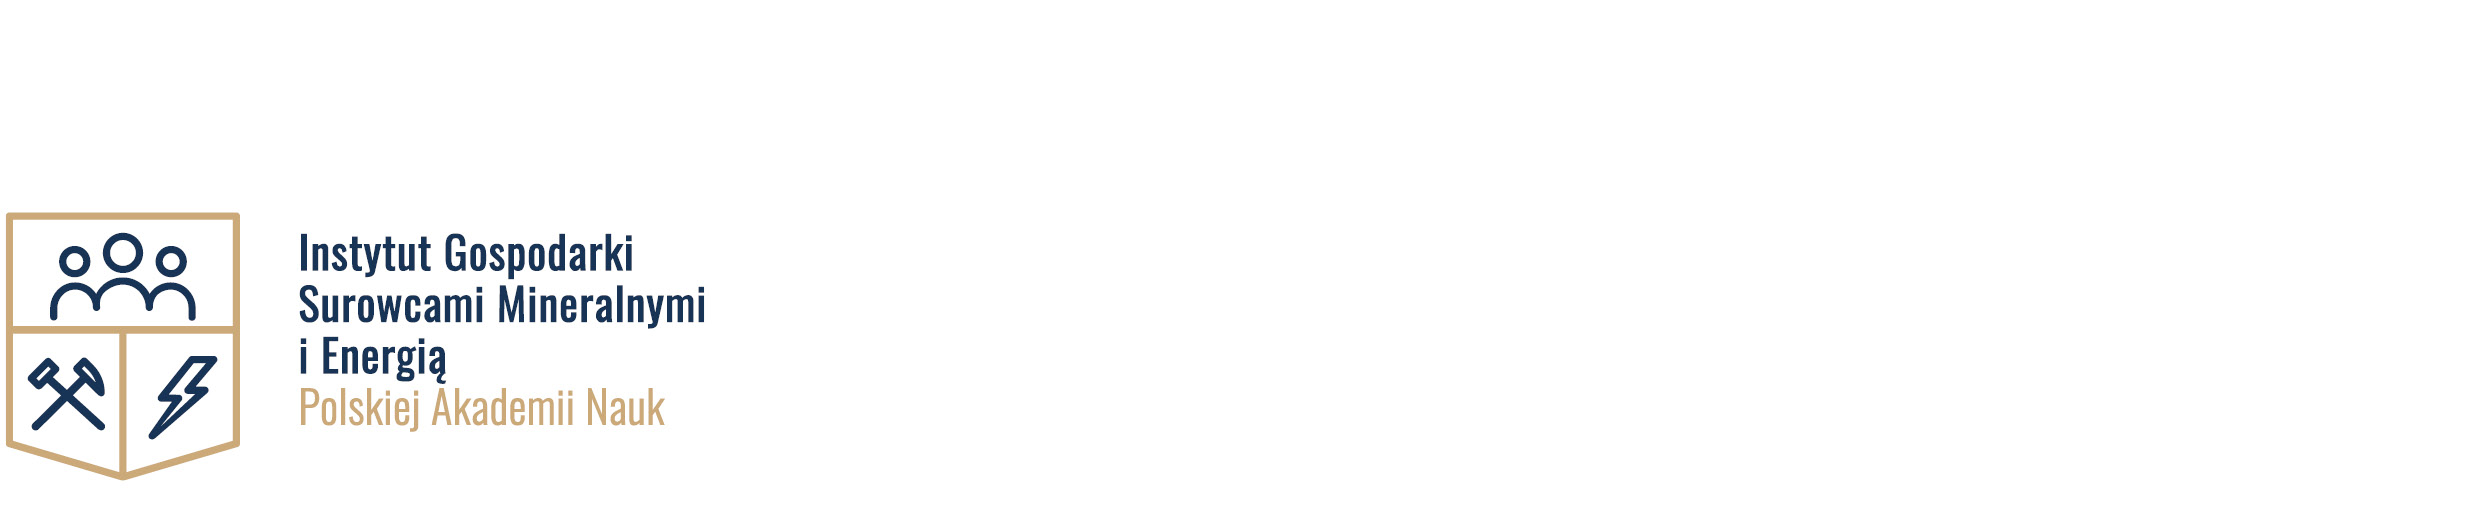 Instytut Gospodarki
Surowcami Mineralnymi
i Energią
Polskiej Akademii Nauk